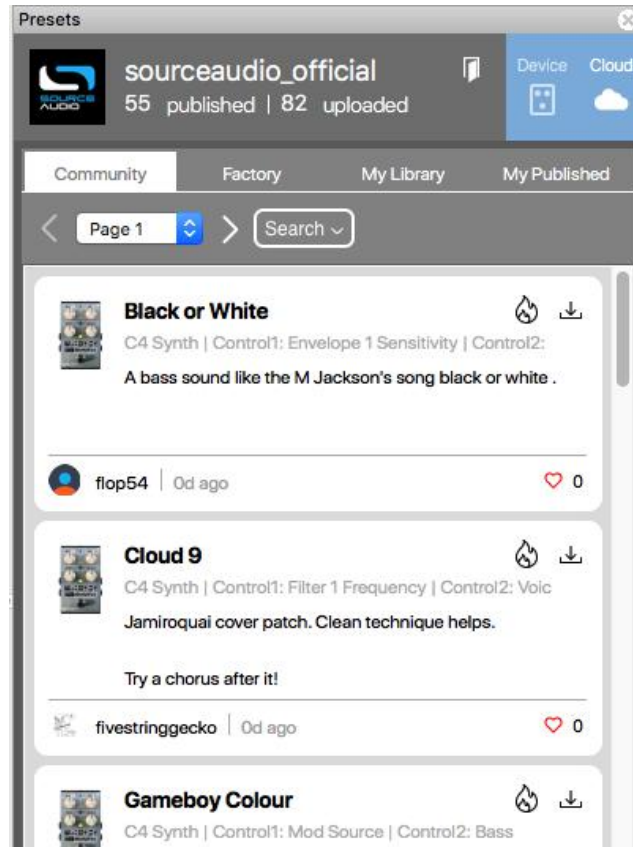 Presets
SOURCE
AUDIO
sourceaudio_official
55 published | 82 uploaded
Device
Cloud
Community
Factory
My Library
My Published
Page 1
Search
Black or White
C4 Synth | Control1: Envelope 1 Sensitivity | Control2:
A bass sound like the M Jackson's song black or white .
flop54
0d ago
0
Cloud 9
C4 Synth | Control1: Filter 1 Frequency | Control2: Voic
Jamiroquai cover patch. Clean technique helps.
Try a chorus after it!
fivestringgecko
0d ago
0
Gameboy Colour
C4 Synth | Control1: Mod Source | Control2: Bass